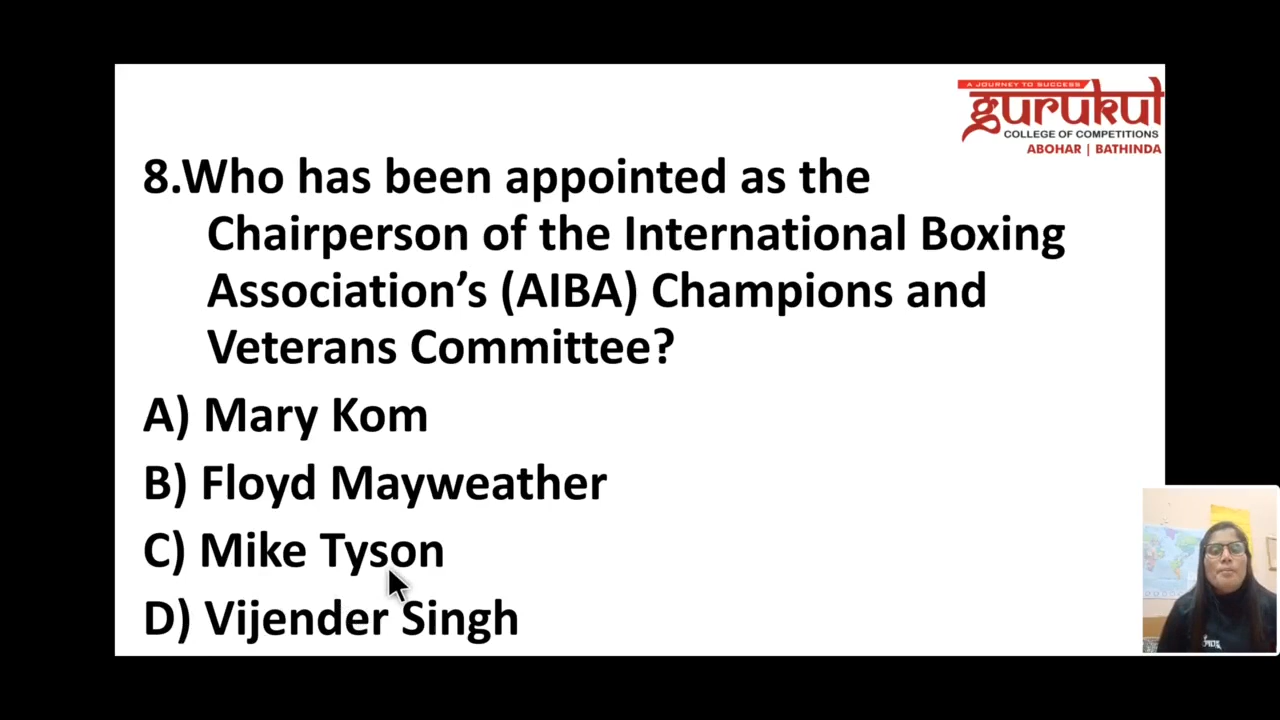 A JOURNEY TO SUCCESS
gurukul
COLLEGE OF COMPETITIONS
ABOHAR | BATHINDA
8.Who has been appointed as the
Chairperson of the International Boxing
Association’s (AIBA) Champions and
Veterans Committee?
A) Mary Kom
B) Floyd Mayweather
C) Mike Tyson
D) Vijender Singh